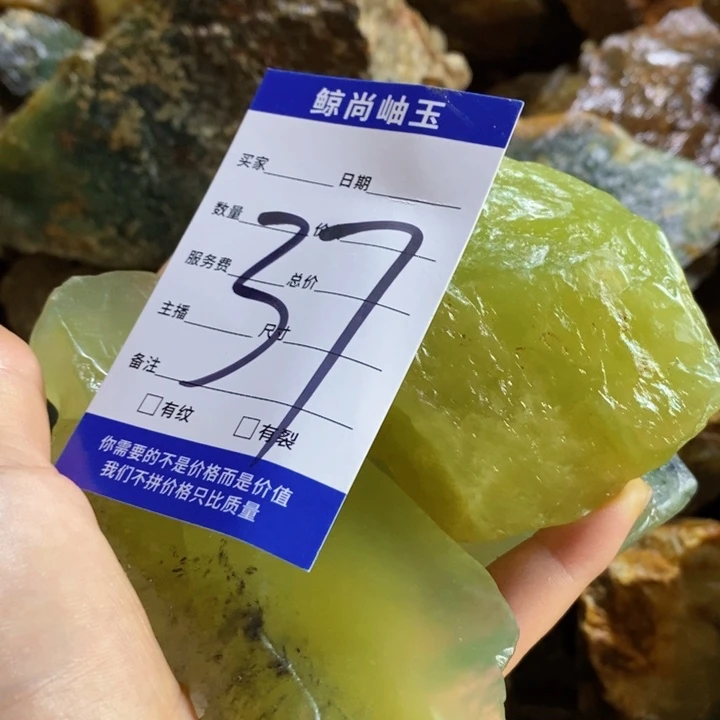 鲸尚岫玉
买家 日期
数量 价
服务费 总价
主播 尺寸
备注
37
□有纹 □有裂
你需要的不是价格而是价值
我们不拼价格只比质量